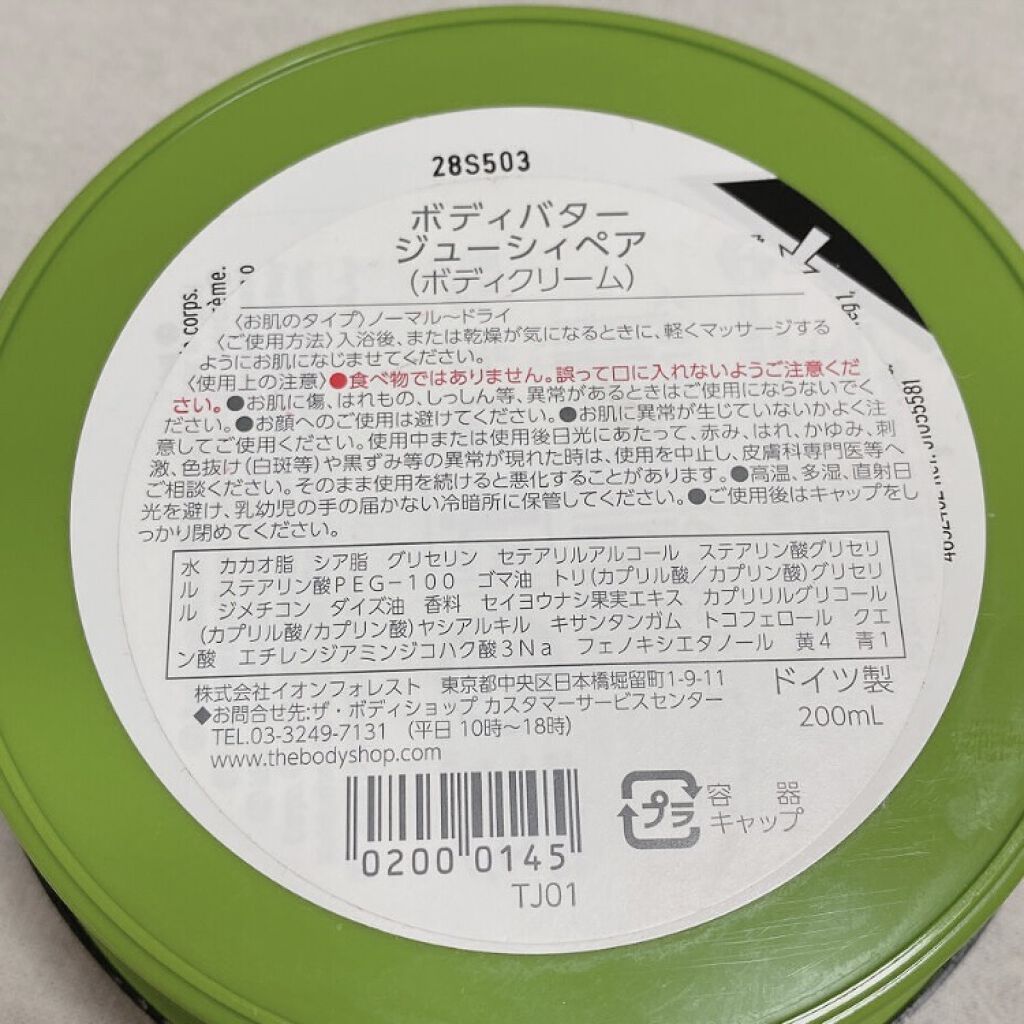 28S503
ボディバター
ジューシィペア
(ボディクリーム)
〈お肌のタイプ〉ノーマル〜ドライ
〈ご使用方法〉入浴後、または乾燥が気になるときに、軽くマッサージする
ようにお肌になじませてください。
〈使用上の注意〉●食べ物ではありません。誤って口に入れないようご注意くだ
さい。●お肌に傷、はれもの、しっしん等、異常があるときはご使用にならないでく
ださい。●お顔へのご使用は避けてください。●お肌に異常が生じていないかよく注
意してご使用ください。使用中または使用後日光にあたって、赤み、はれ、かゆみ、刺
激、色抜け(白斑等)や黒ずみ等の異常が現れた時は、使用を中止し、皮膚科専門医等へ
ご相談ください。そのまま使用を続けると悪化することがあります。●高温、多湿、直射日
光を避け、乳幼児の手の届かない冷暗所に保管してください。●ご使用後はキャップをし
っかり閉めてください。
水 カカオ脂 シア脂 グリセリン セテアリルアルコール ステアリン酸グリセリ
ル ステアリン酸PEG-100 ゴマ油 トリ(カプリル酸/カプリン酸)グリセリ
ル ジメチコン ダイズ油 香料 セイヨウナシ果実エキス カプリリルグリコール
(カプリル酸/カプリン酸)ヤシアルキル キサンタンガム トコフェロール クエ
ン酸 エチレンジアミンジコハク酸3Na フェノキシエタノール 黄4 青1
株式会社イオンフォレスト 東京都中央区日本橋堀留町1-9-11
◆お問合せ先:ザ・ボディショップ カスタマーサービスセンター
TEL.03-3249-7131 (平日 10時〜18時)
www.thebodyshop.com
ドイツ製
200mL
0200 0145
TJ01
プラ
容 器
キャップ
corps.